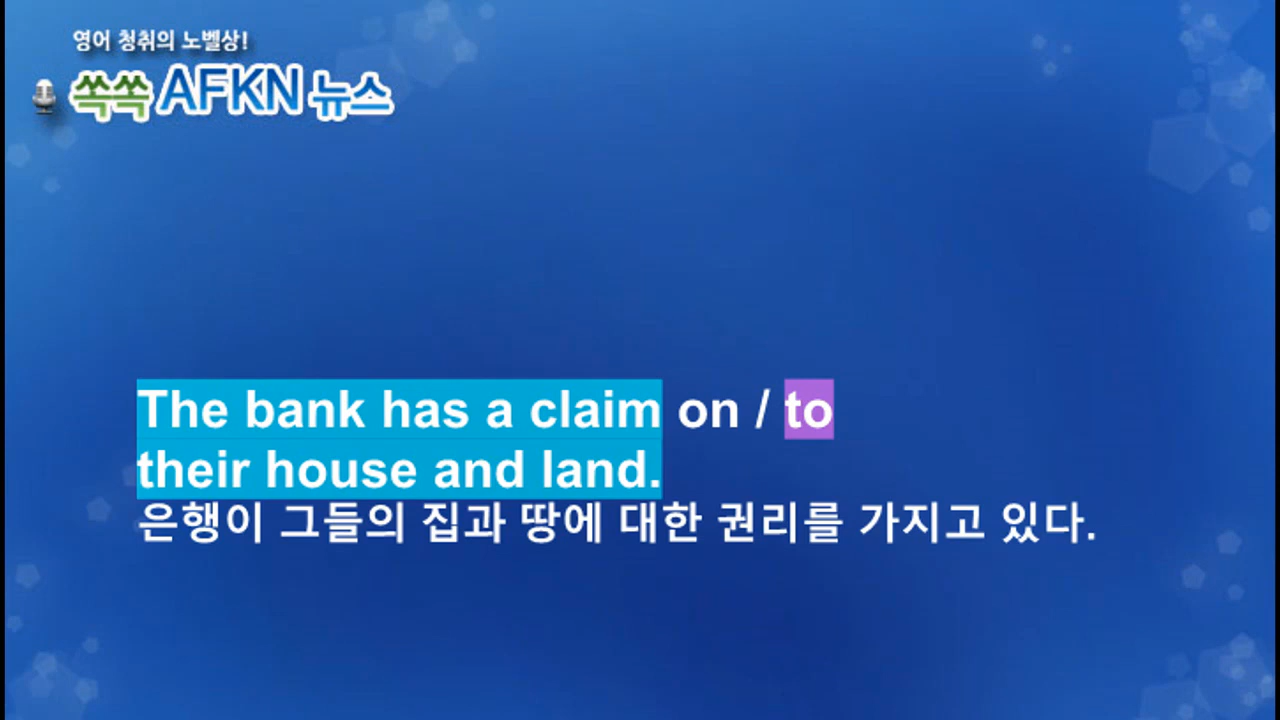 영어 청취의 노벨상!
쏙쏙 AFKN 뉴스
The bank has a claim on / to
their house and land.
은행이 그들의 집과 땅에 대한 권리를 가지고 있다.